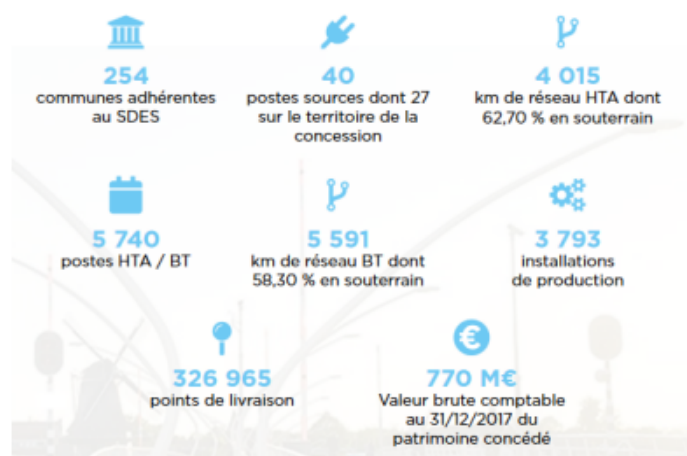 254
communes adhérentes
au SDES
40
postes sources dont 27
sur le territoire de la
concession
4 015
km de réseau HTA dont
62,70 % en souterrain
5 740
postes HTA / BT
5 591
km de réseau BT dont
58,30 % en souterrain
3 793
installations
de production
326 965
points de livraison
770 M€
Valeur brute comptable
au 31/12/2017 du
patrimoine concédé